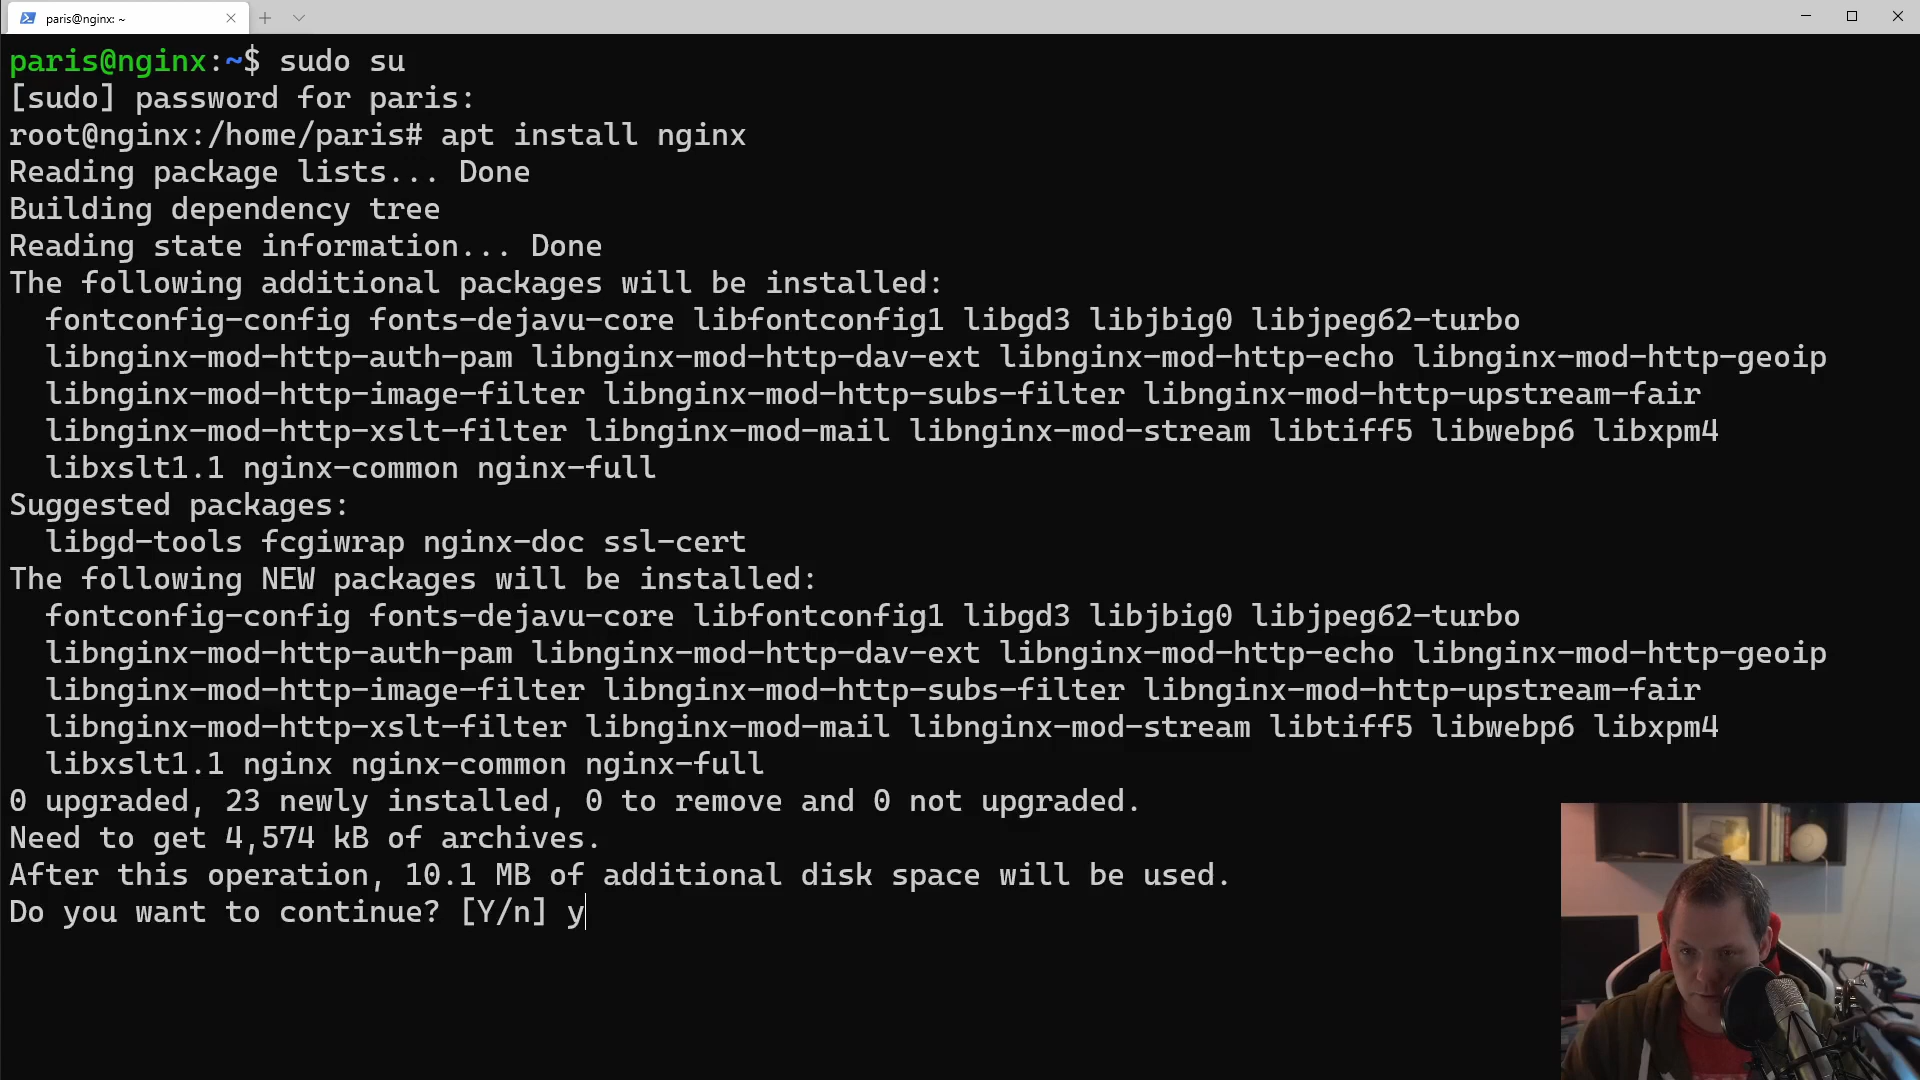 paris@nginx: ~
paris@nginx:~$ sudo su
[sudo] password for paris:
root@nginx:/home/paris# apt install nginx
Reading package lists... Done
Building dependency tree
Reading state information... Done
The following additional packages will be installed:
  fontconfig-config fonts-dejavu-core libfontconfig1 libgd3 libjbig0 libjpeg62-turbo
  libnginx-mod-http-auth-pam libnginx-mod-http-dav-ext libnginx-mod-http-echo libnginx-mod-http-geoip
  libnginx-mod-http-image-filter libnginx-mod-http-subs-filter libnginx-mod-http-upstream-fair
  libnginx-mod-http-xslt-filter libnginx-mod-mail libnginx-mod-stream libtiff5 libwebp6 libxpm4
  libxslt1.1 nginx-common nginx-full
Suggested packages:
  libgd-tools fcgiwrap nginx-doc ssl-cert
The following NEW packages will be installed:
  fontconfig-config fonts-dejavu-core libfontconfig1 libgd3 libjbig0 libjpeg62-turbo
  libnginx-mod-http-auth-pam libnginx-mod-http-dav-ext libnginx-mod-http-echo libnginx-mod-http-geoip
  libnginx-mod-http-image-filter libnginx-mod-http-subs-filter libnginx-mod-http-upstream-fair
  libnginx-mod-http-xslt-filter libnginx-mod-mail libnginx-mod-stream libtiff5 libwebp6 libxpm4
  libxslt1.1 nginx nginx-common nginx-full
0 upgraded, 23 newly installed, 0 to remove and 0 not upgraded.
Need to get 4,574 kB of archives.
After this operation, 10.1 MB of additional disk space will be used.
Do you want to continue? [Y/n] y